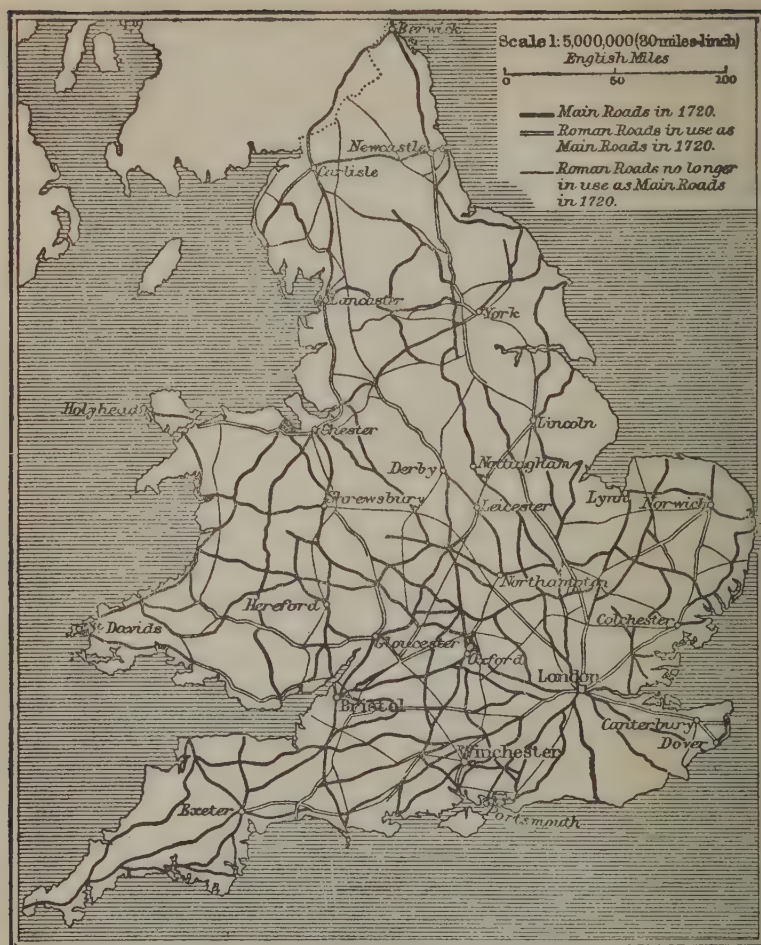 Berwick
Scale 1: 5,000,000 (80 miles=1inch)
English Miles
0 50 100
Main Roads in 1720.
Roman Roads in use as
Main Roads in 1720.
Roman Roads no longer
in use as Main Roads
in 1720.
Newcastle
Carlisle
Lancaster
York
Holyhead
Chester
Lincoln
Derby
Nottingham
Shrewsbury
Leicester
Lynn
Norwich
Northampton
Hereford
St Davids
Colchester
Gloucester
Oxford
London
Bristol
Canterbury
Dover
Winchester
Exeter
Portsmouth